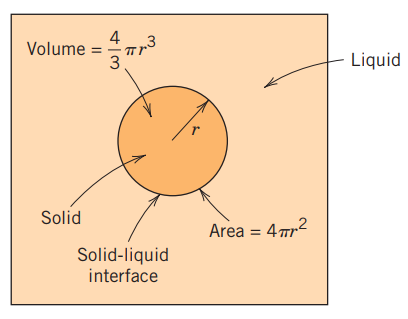 Volume = 4/3 πr³
Liquid
r
Solid
Area = 4πr²
Solid-liquid
interface